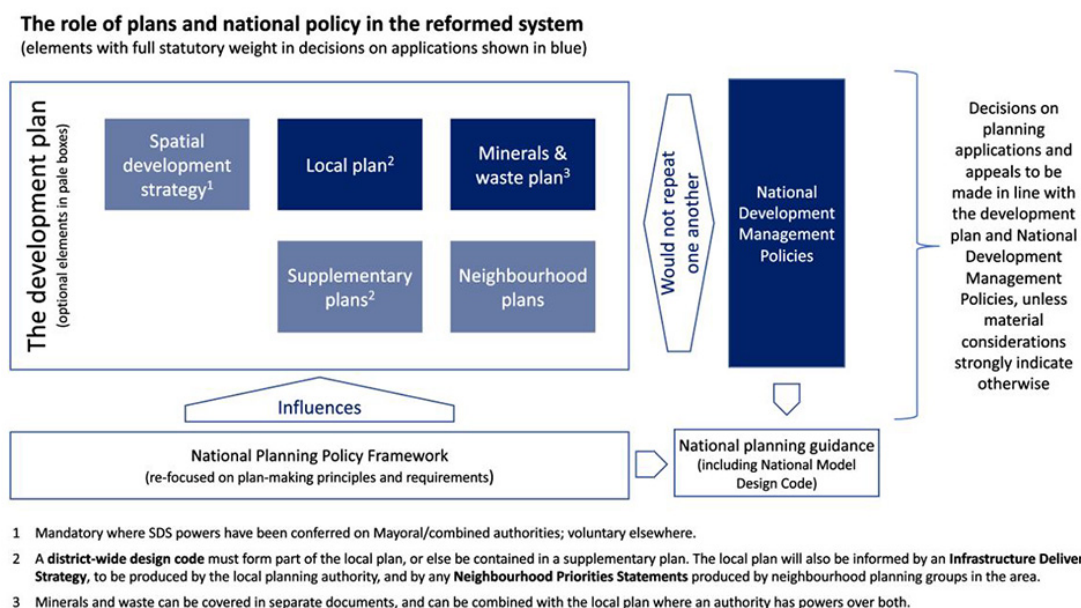 The role of plans and national policy in the reformed system
(elements with full statutory weight in decisions on applications shown in blue)
The development plan
(optional elements in pale boxes)
Spatial
development
strategy1
Local plan2
Minerals &
waste plan3
Supplementary
plans2
Neighbourhood
plans
Would not repeat
one another
National
Development
Management
Policies
Decisions on
planning
applications and
appeals to be
made in line with
the development
plan and National
Development
Management
Policies, unless
material
considerations
strongly indicate
otherwise
Influences
National Planning Policy Framework
(re-focused on plan-making principles and requirements)
National planning guidance
(including National Model
Design Code)
1 Mandatory where SDS powers have been conferred on Mayoral/combined authorities; voluntary elsewhere.
2 A district-wide design code must form part of the local plan, or else be contained in a supplementary plan. The local plan will also be informed by an Infrastructure Deliver
Strategy, to be produced by the local planning authority, and by any Neighbourhood Priorities Statements produced by neighbourhood planning groups in the area.
3 Minerals and waste can be covered in separate documents, and can be combined with the local plan where an authority has powers over both.